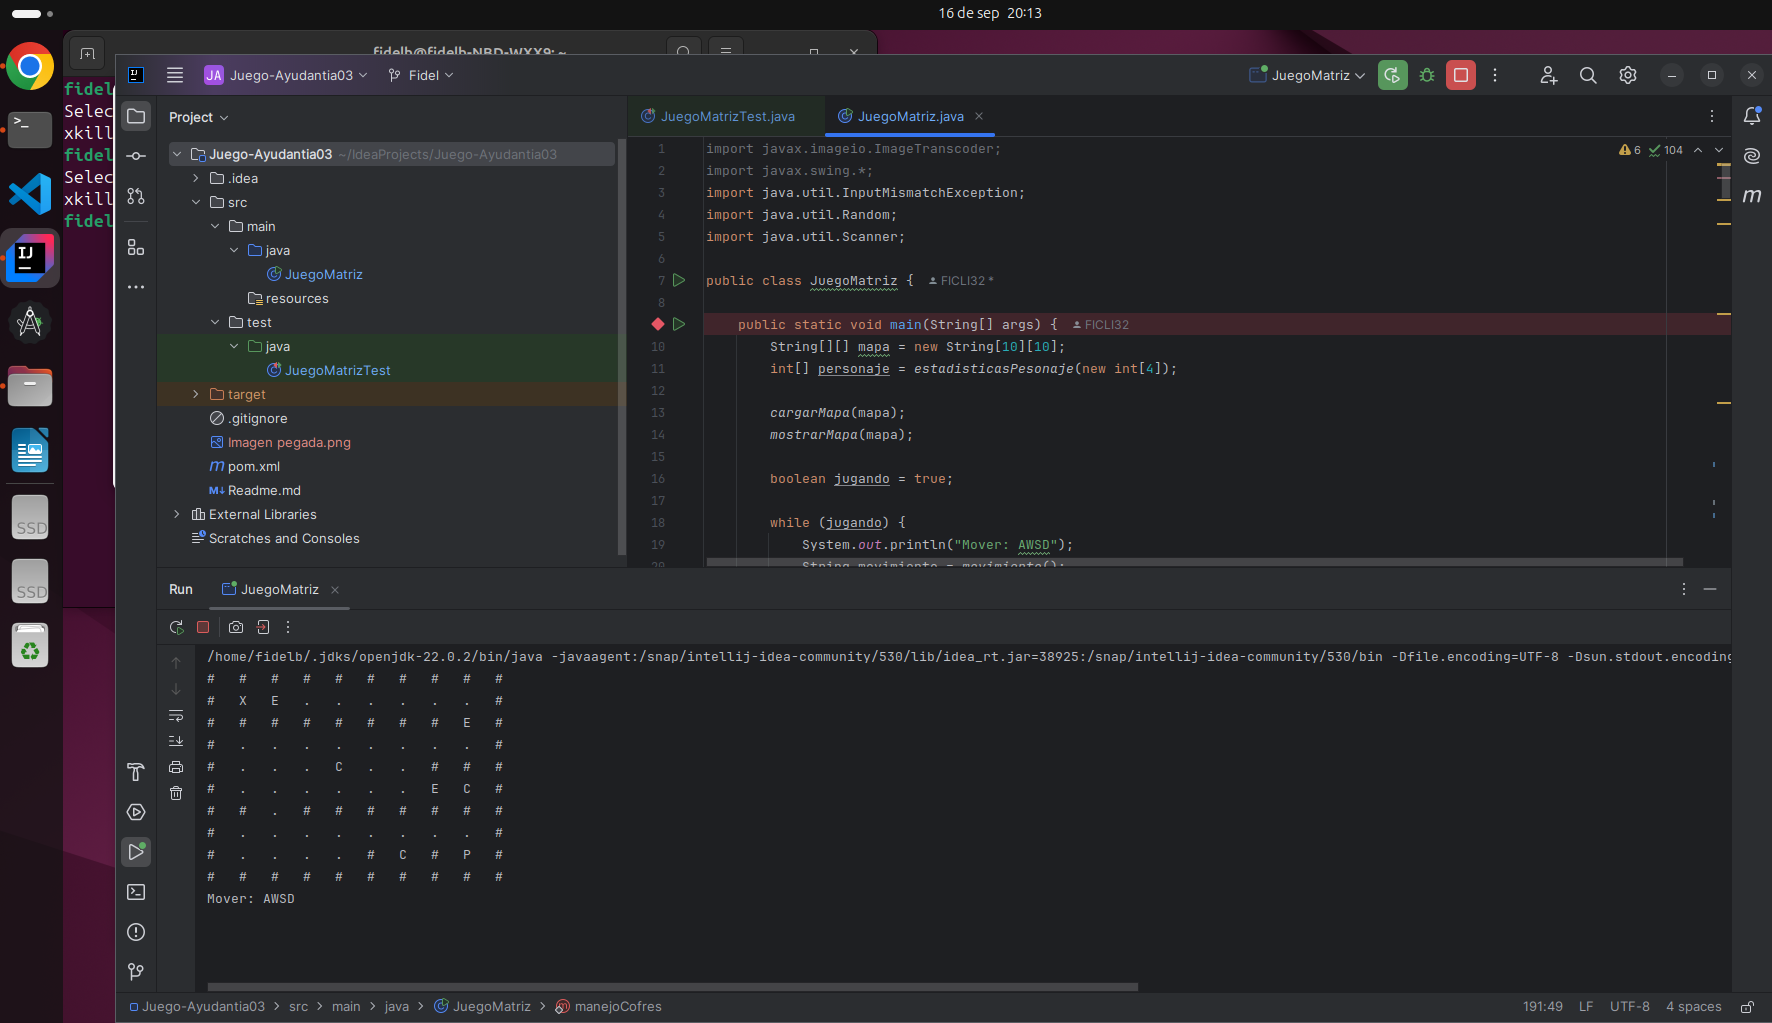 16 de sep  20:13
fidelb@fidelb-NBD-WXX9: ~
fidel
Selec
xkill
fidel
Selec
xkill
fidel
JA Juego-Ayudantia03
Fidel
JuegoMatriz
Project
JuegoMatrizTest.java
JuegoMatriz.java
Juego-Ayudantia03 ~/IdeaProjects/Juego-Ayudantia03
.idea
src
main
java
JuegoMatriz
resources
test
java
JuegoMatrizTest
target
.gitignore
Imagen pegada.png
pom.xml
Readme.md
External Libraries
Scratches and Consoles
6 104
1 import javax.imageio.ImageTranscoder;
2 import javax.swing.*;
3 import java.util.InputMismatchException;
4 import java.util.Random;
5 import java.util.Scanner;
6
7 public class JuegoMatriz { FICLI32 *
8
public static void main(String[] args) { FICLI32
10 String[][] mapa = new String[10][10];
11 int[] personaje = estadisticasPesonaje(new int[4]);
12
13 cargarMapa(mapa);
14 mostrarMapa(mapa);
15
16 boolean jugando = true;
17
18 while (jugando) {
19 System.out.println("Mover: AWSD");
20 String movimiento = movimiento();
Run JuegoMatriz
/home/fidelb/.jdks/openjdk-22.0.2/bin/java -javaagent:/snap/intellij-idea-community/530/lib/idea_rt.jar=38925:/snap/intellij-idea-community/530/bin -Dfile.encoding=UTF-8 -Dsun.stdout.encoding
# # # # # # # # # #
# X E . . . . . . #
# # # # # # # # E #
# . . . . . . . . #
# . . . C . . # # #
# . . . . . . E C #
# # . # # # # # # #
# . . . . . . . . #
# . . . . # C # P #
# # # # # # # # # #
Mover: AWSD
SSD
SSD
Juego-Ayudantia03 > src > main > java > JuegoMatriz > manejoCofres
191:49 LF UTF-8 4 spaces